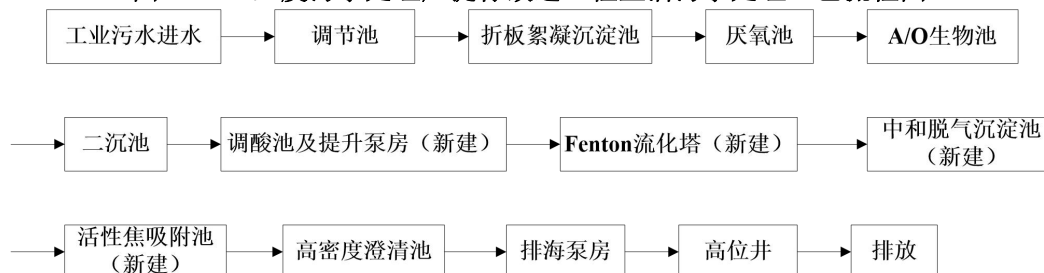 工业污水进水
调节池
折板絮凝沉淀池
厌氧池
A/O生物池
二沉池
调酸池及提升泵房（新建）
Fenton流化塔（新建）
中和脱气沉淀池
（新建）
活性焦吸附池
（新建）
高密度澄清池
排海泵房
高位井
排放